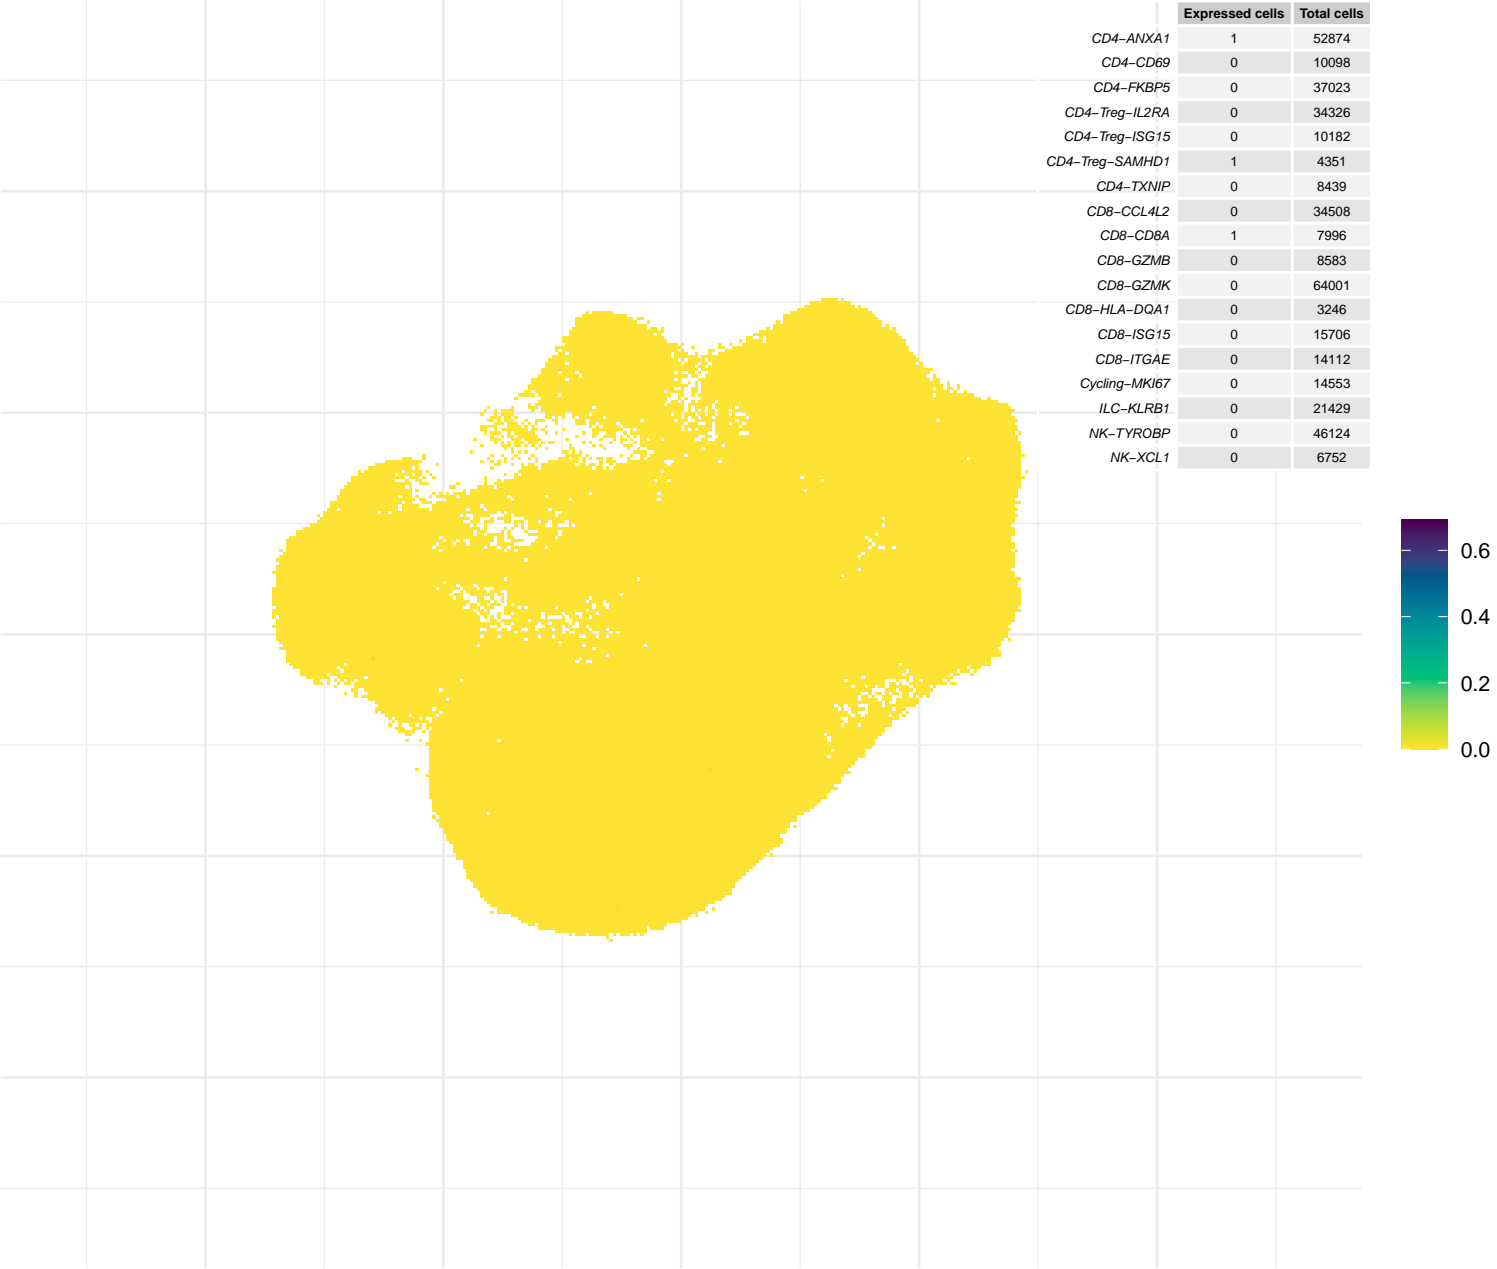 Expressed cells Total cells
CD4−ANXA1 1 52874
CD4−CD69 0 10098
CD4−FKBP5 0 37023
CD4−Treg−IL2RA 0 34326
CD4−Treg−ISG15 0 10182
CD4−Treg−SAMHD1 1 4351
CD4−TXNIP 0 8439
CD8−CCL4L2 0 34508
CD8−CD8A 1 7996
CD8−GZMB 0 8583
CD8−GZMK 0 64001
CD8−HLA−DQA1 0 3246
CD8−ISG15 0 15706
CD8−ITGAE 0 14112
Cycling−MKI67 0 14553
ILC−KLRB1 0 21429
NK−TYROBP 0 46124
NK−XCL1 0 6752
0.6
0.4
0.2
0.0